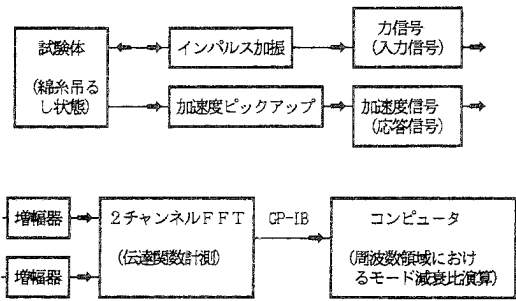 試験体
(綿糸吊る
し状態)
インパルス加振
力信号
(入力信号)
加速度ピックアップ
加速度信号
(応答信号)
増幅器
増幅器
2チャンネルFFT
(伝達関数計測)
GP-IB
コンピュータ
(周波数領域におけ
るモード減衰比演算)